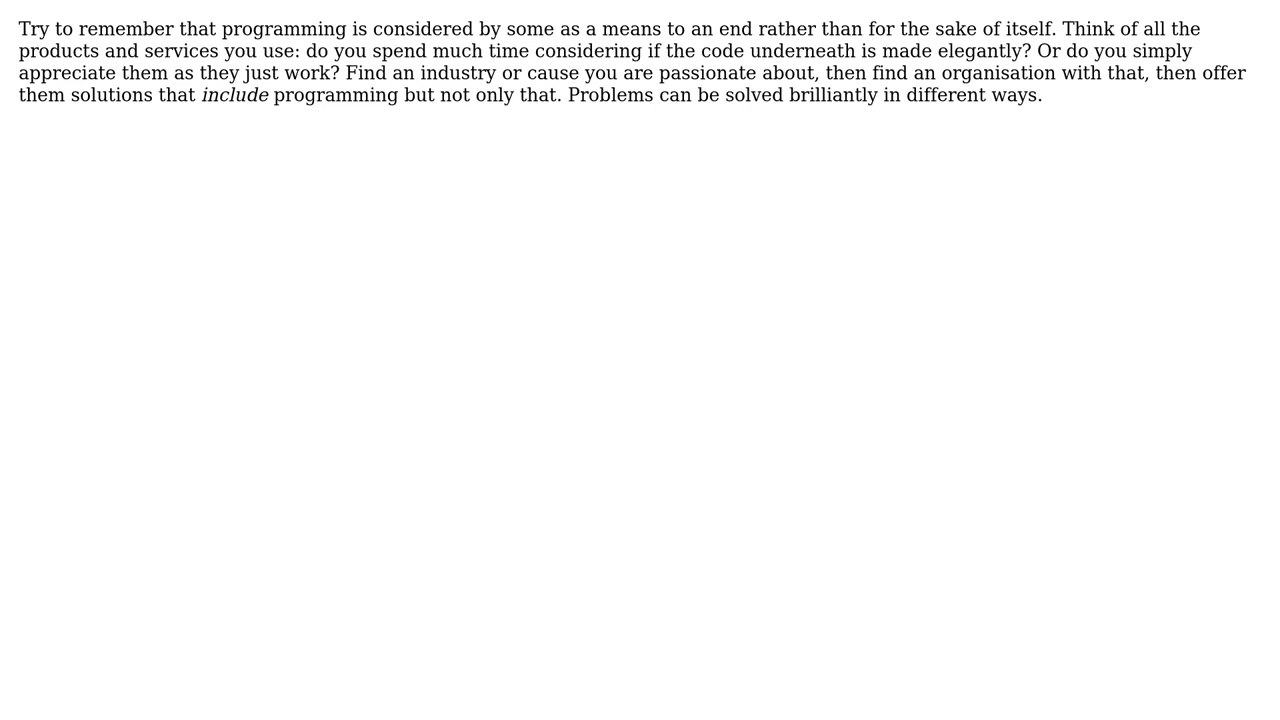 Try to remember that programming is considered by some as a means to an end rather than for the sake of itself. Think of all the
products and services you use: do you spend much time considering if the code underneath is made elegantly? Or do you simply
appreciate them as they just work? Find an industry or cause you are passionate about, then find an organisation with that, then offer
them solutions that include programming but not only that. Problems can be solved brilliantly in different ways.